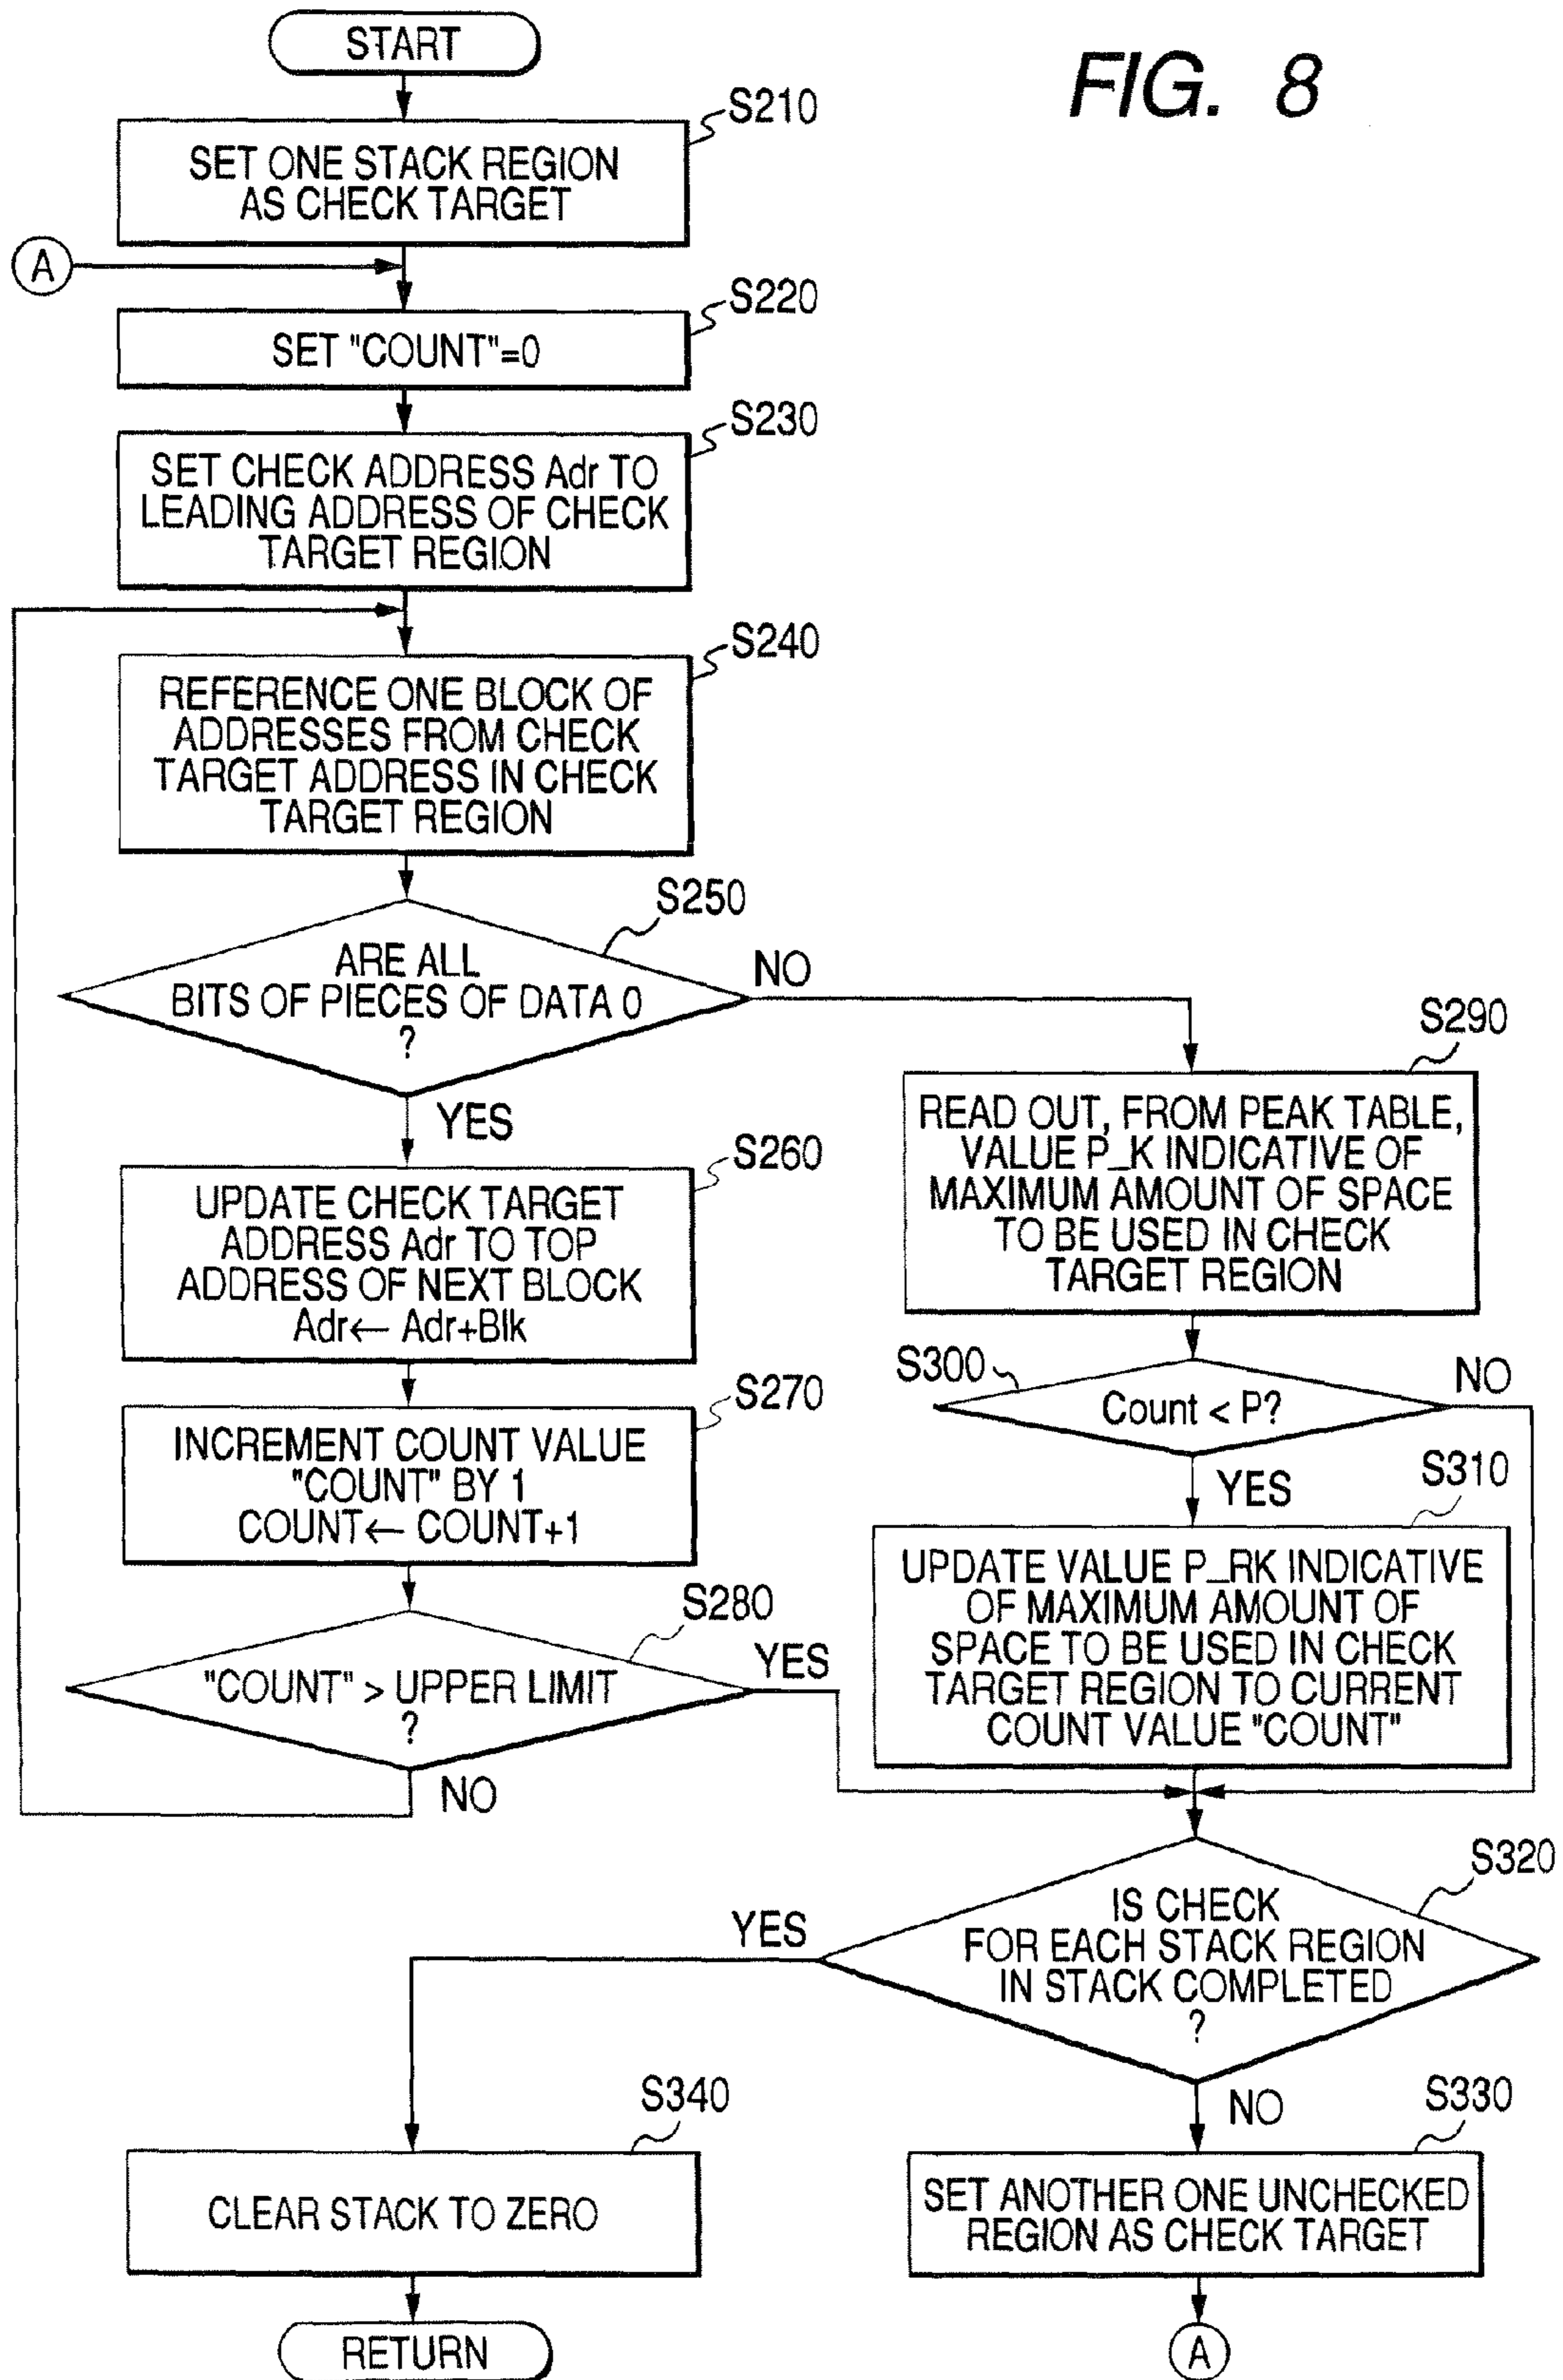 START
FIG. 8
S210
SET ONE STACK REGION
AS CHECK TARGET
A
S220
SET "COUNT"=0
S230
SET CHECK ADDRESS Adr TO
LEADING ADDRESS OF CHECK
TARGET REGION
S240
REFERENCE ONE BLOCK OF
ADDRESSES FROM CHECK
TARGET ADDRESS IN CHECK
TARGET REGION
S250
ARE ALL
BITS OF PIECES OF DATA 0
?
NO
YES
S260
UPDATE CHECK TARGET
ADDRESS Adr TO TOP
ADDRESS OF NEXT BLOCK
Adr← Adr+Blk
S270
INCREMENT COUNT VALUE
"COUNT" BY 1
COUNT← COUNT+1
S280
"COUNT" > UPPER LIMIT
?
YES
NO
S290
READ OUT, FROM PEAK TABLE,
VALUE P_K INDICATIVE OF
MAXIMUM AMOUNT OF SPACE
TO BE USED IN CHECK
TARGET REGION
S300
Count < P?
NO
YES
S310
UPDATE VALUE P_RK INDICATIVE
OF MAXIMUM AMOUNT OF
SPACE TO BE USED IN CHECK
TARGET REGION TO CURRENT
COUNT VALUE "COUNT"
S320
IS CHECK
FOR EACH STACK REGION
IN STACK COMPLETED
?
YES
NO
S340
CLEAR STACK TO ZERO
RETURN
S330
SET ANOTHER ONE UNCHECKED
REGION AS CHECK TARGET
A